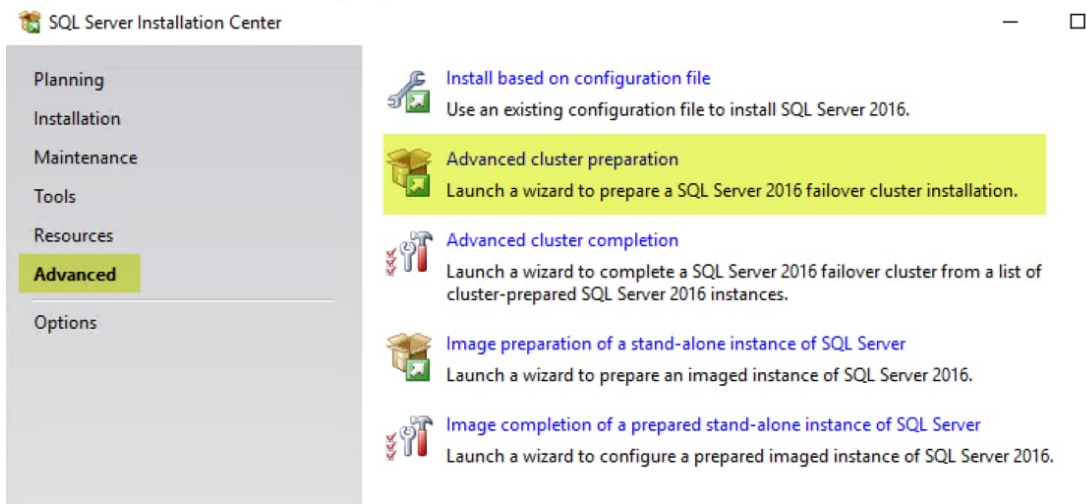 SQL Server Installation Center
Planning
Installation
Maintenance
Tools
Resources
Advanced
Options
Install based on configuration file
Use an existing configuration file to install SQL Server 2016.
Advanced cluster preparation
Launch a wizard to prepare a SQL Server 2016 failover cluster installation.
Advanced cluster completion
Launch a wizard to complete a SQL Server 2016 failover cluster from a list of
cluster-prepared SQL Server 2016 instances.
Image preparation of a stand-alone instance of SQL Server
Launch a wizard to prepare an imaged instance of SQL Server 2016.
Image completion of a prepared stand-alone instance of SQL Server
Launch a wizard to configure a prepared imaged instance of SQL Server 2016.